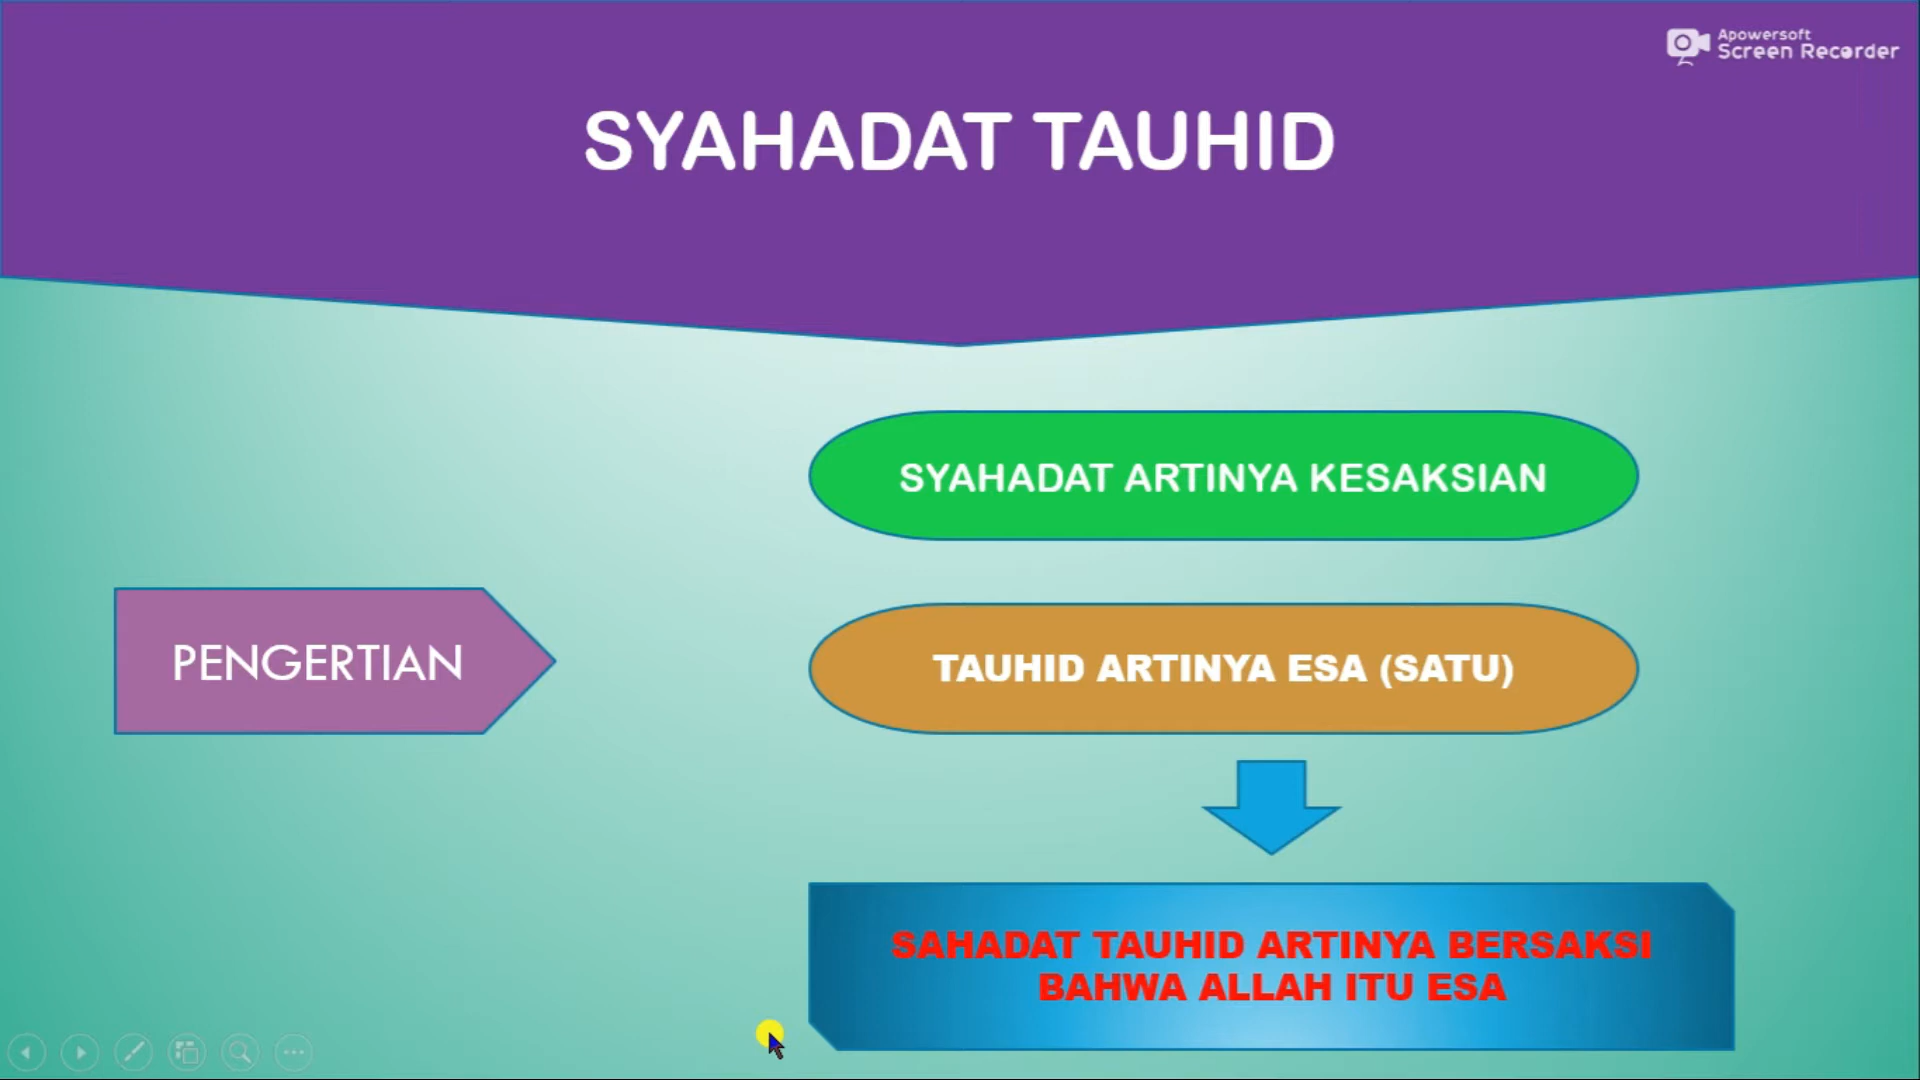 Apowersoft
Screen Recorder
SYAHADAT TAUHID
SYAHADAT ARTINYA KESAKSIAN
PENGERTIAN
TAUHID ARTINYA ESA (SATU)
SAHADAT TAUHID ARTINYA BERSAKSI
BAHWA ALLAH ITU ESA